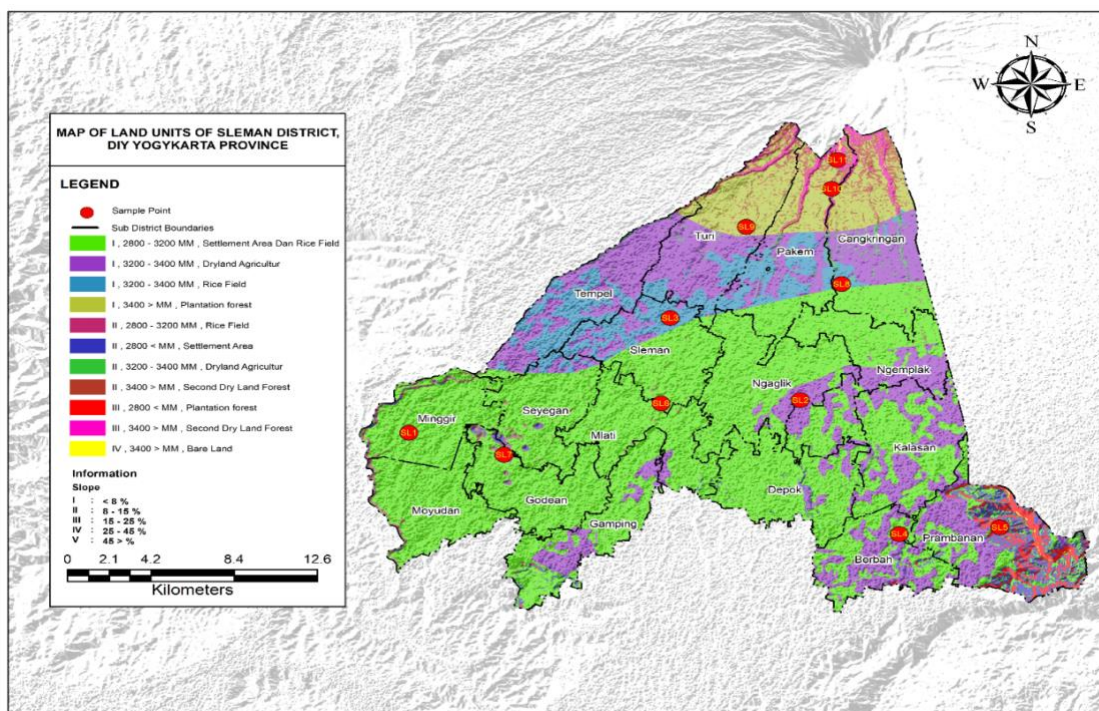 MAP OF LAND UNITS OF SLEMAN DISTRICT,
DIY YOGYKARTA PROVINCE
LEGEND
Sample Point
Sub District Boundaries
I , 2800 - 3200 MM , Settlement Area Dan Rice Field
I , 3200 - 3400 MM , Dryland Agricultur
I , 3200 - 3400 MM , Rice Field
I , 3400 > MM , Plantation forest
II , 2800 - 3200 MM , Rice Field
II , 2800 < MM , Settlement Area
II , 3200 - 3400 MM , Dryland Agricultur
II , 3400 > MM , Second Dry Land Forest
III , 2800 < MM , Plantation forest
III , 3400 > MM , Second Dry Land Forest
IV , 3400 > MM , Bare Land
Information
Slope
I : < 8 %
II : 8 - 15 %
III : 15 - 25 %
IV : 25 - 45 %
V : 45 > %
0 2.1 4.2 8.4 12.6
Kilometers
N
W E
S
SL11
SL10
SL9
Turi
Cangkringan
Pakem
SL8
Tempel
SL3
Sleman
Ngemplak
Ngaglik
SL2
SL6
Seyegan
Minggir
SL1
Mlati
Kalasan
SL7
Depok
Godean
Moyudan
Gamping
SL5
SL4
Prambanan
Berbah